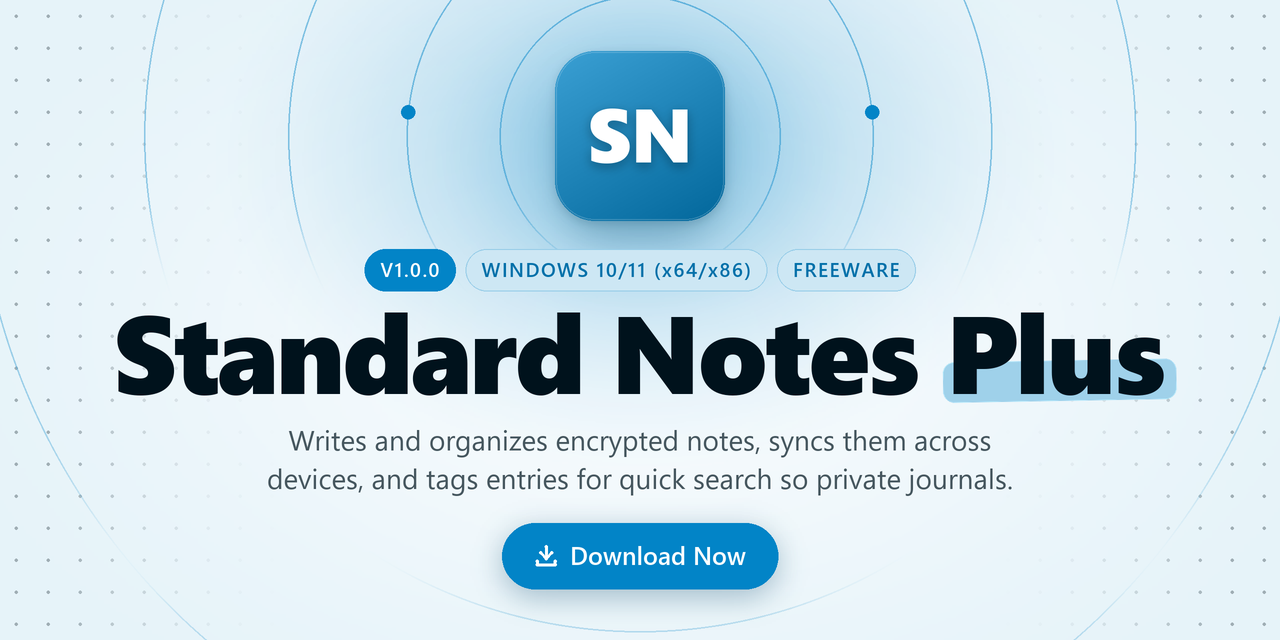 SN
V1.0.0 WINDOWS 10/11 (x64/x86) FREEWARE
Standard Notes Plus
Writes and organizes encrypted notes, syncs them across
devices, and tags entries for quick search so private journals.
Download Now